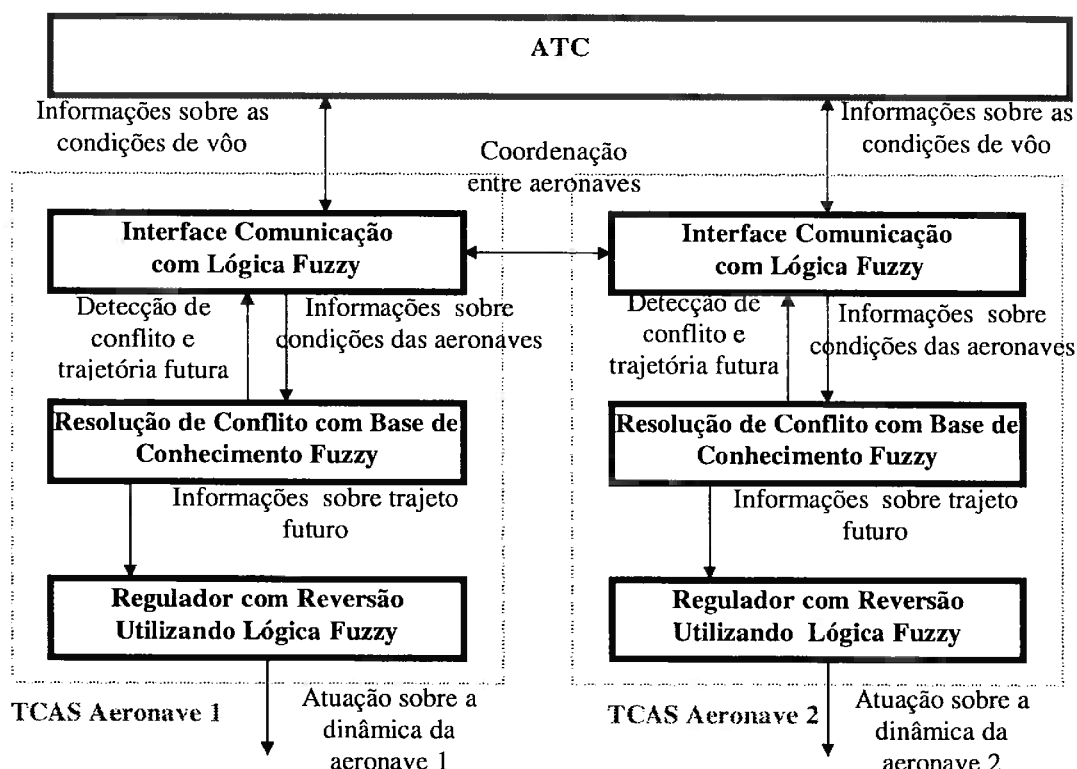 ATC
Informações sobre as
condições de vôo
Informações sobre as
condições de vôo
Coordenação
entre aeronaves
Interface Comunicação
com Lógica Fuzzy
Interface Comunicação
com Lógica Fuzzy
Detecção de
conflito e
trajetória futura
Informações sobre
condições das aeronaves
Detecção de
conflito e
trajetória futura
Informações sobre
condições das aeronaves
Resolução de Conflito com Base de
Conhecimento Fuzzy
Resolução de Conflito com Base de
Conhecimento Fuzzy
Informações sobre trajeto
futuro
Informações sobre trajeto
futuro
Regulador com Reversão
Utilizando Lógica Fuzzy
Regulador com Reversão
Utilizando Lógica Fuzzy
TCAS Aeronave 1
Atuação sobre a
dinâmica da
aeronave 1
TCAS Aeronave 2
Atuação sobre a
dinâmica da
aeronave 2